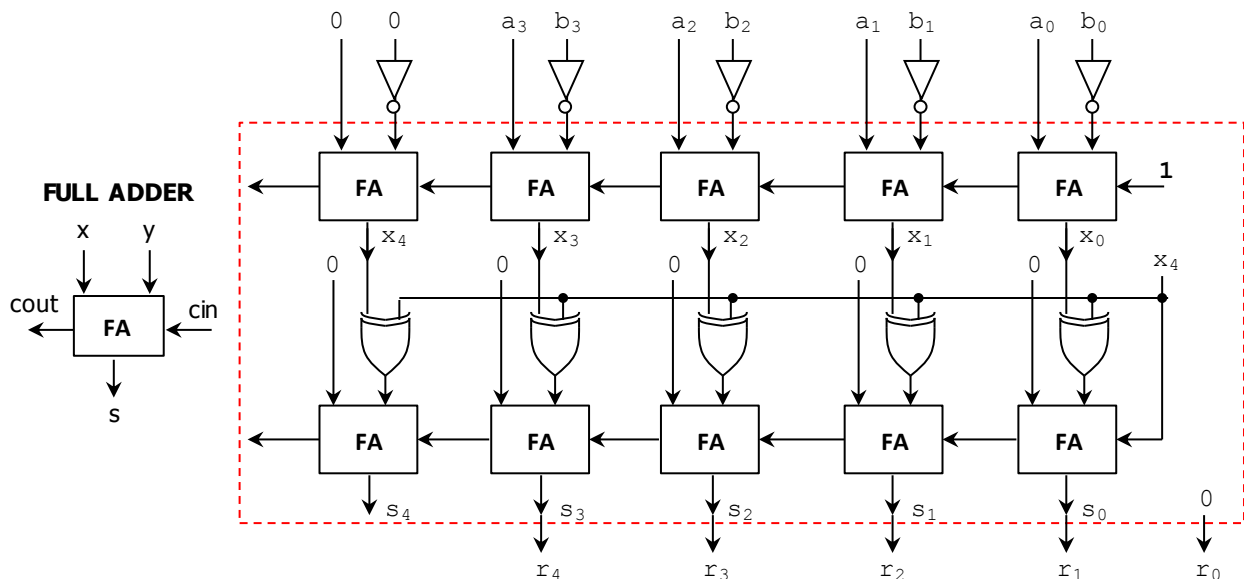 0 0 a₃ b₃ a₂ b₂ a₁ b₁ a₀ b₀
FA FA FA FA FA 1
FULL ADDER
x y
x₄ x₃ x₂ x₁ x₀
0 0 0 0 0 x₄
cout FA cin
s
FA FA FA FA FA
s₄ s₃ s₂ s₁ s₀ 0
r₄ r₃ r₂ r₁ r₀